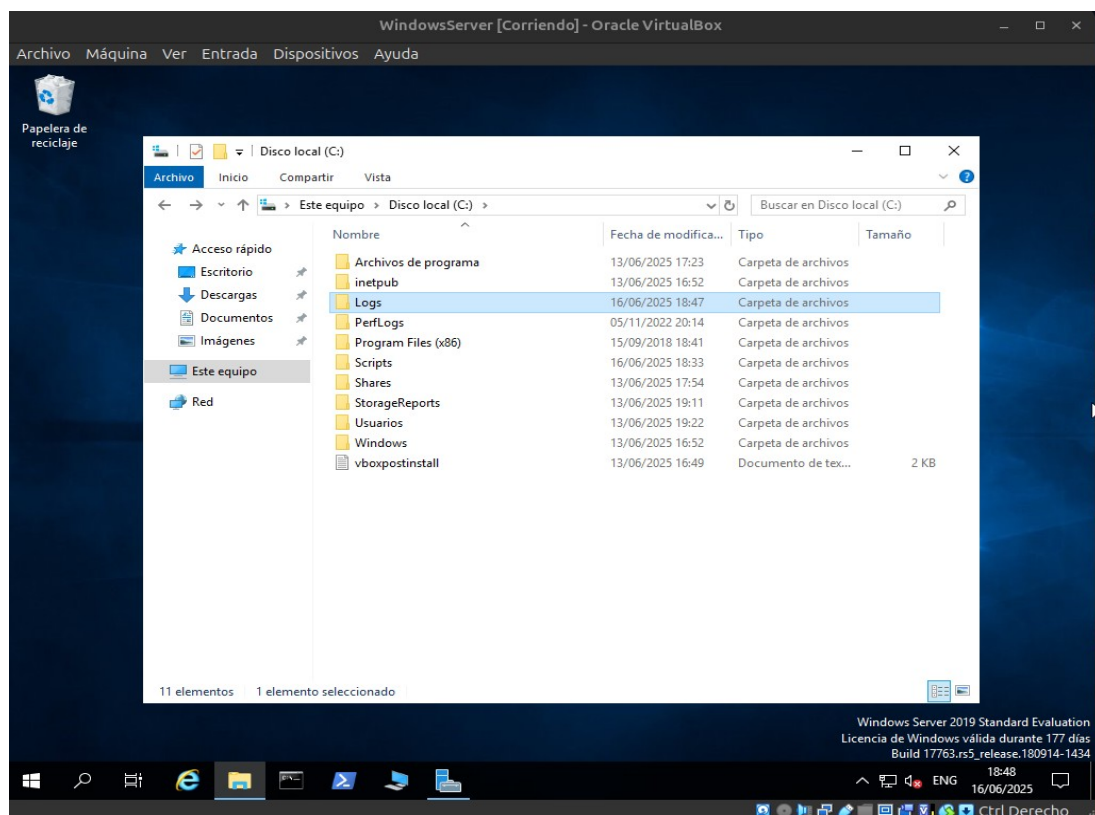 WindowsServer [Corriendo] - Oracle VirtualBox
Archivo Máquina Ver Entrada Dispositivos Ayuda
Papelera de
reciclaje
Disco local (C:)
Archivo Inicio Compartir Vista
Este equipo > Disco local (C:) >
Buscar en Disco local (C:)
Acceso rápido
Escritorio
Descargas
Documentos
Imágenes
Este equipo
Red
Nombre Fecha de modifica... Tipo Tamaño
Archivos de programa 13/06/2025 17:23 Carpeta de archivos
inetpub 13/06/2025 16:52 Carpeta de archivos
Logs 16/06/2025 18:47 Carpeta de archivos
PerfLogs 05/11/2022 20:14 Carpeta de archivos
Program Files (x86) 15/09/2018 18:41 Carpeta de archivos
Scripts 16/06/2025 18:33 Carpeta de archivos
Shares 13/06/2025 17:54 Carpeta de archivos
StorageReports 13/06/2025 19:11 Carpeta de archivos
Usuarios 13/06/2025 19:22 Carpeta de archivos
Windows 13/06/2025 16:52 Carpeta de archivos
vboxpostinstall 13/06/2025 16:49 Documento de tex... 2 KB
11 elementos 1 elemento seleccionado
Windows Server 2019 Standard Evaluation
Licencia de Windows válida durante 177 días
Build 17763.rs5_release.180914-1434
ENG
18:48
16/06/2025
Ctrl Derecho